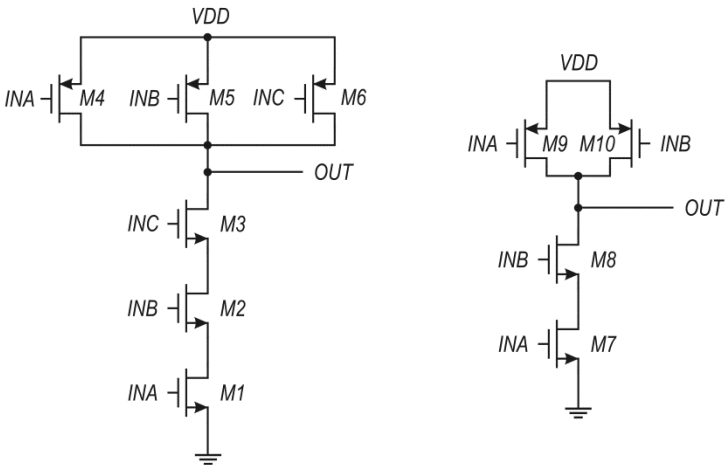 VDD
INA M4 INB M5 INC M6
OUT
INC M3
INB M2
INA M1
VDD
INA M9 M10 INB
OUT
INB M8
INA M7